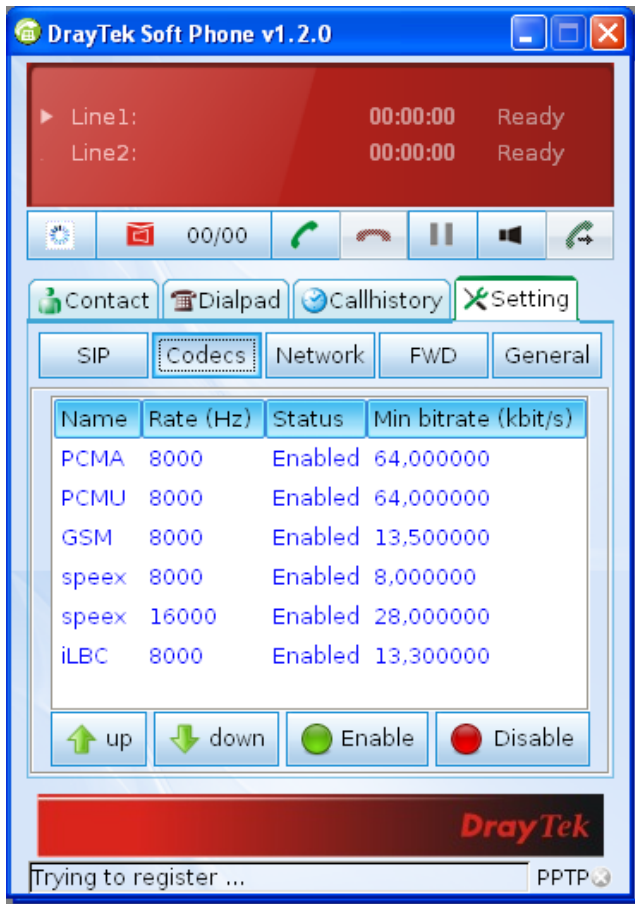 DrayTek Soft Phone v1.2.0
Line1: 00:00:00 Ready
Line2: 00:00:00 Ready
00/00
Contact Dialpad Callhistory Setting
SIP Codecs Network FWD General
Name Rate (Hz) Status Min bitrate (kbit/s)
PCMA 8000 Enabled 64,000000
PCMU 8000 Enabled 64,000000
GSM 8000 Enabled 13,500000
speex 8000 Enabled 8,000000
speex 16000 Enabled 28,000000
iLBC 8000 Enabled 13,300000
up down Enable Disable
DrayTek
Trying to register ... PPTP